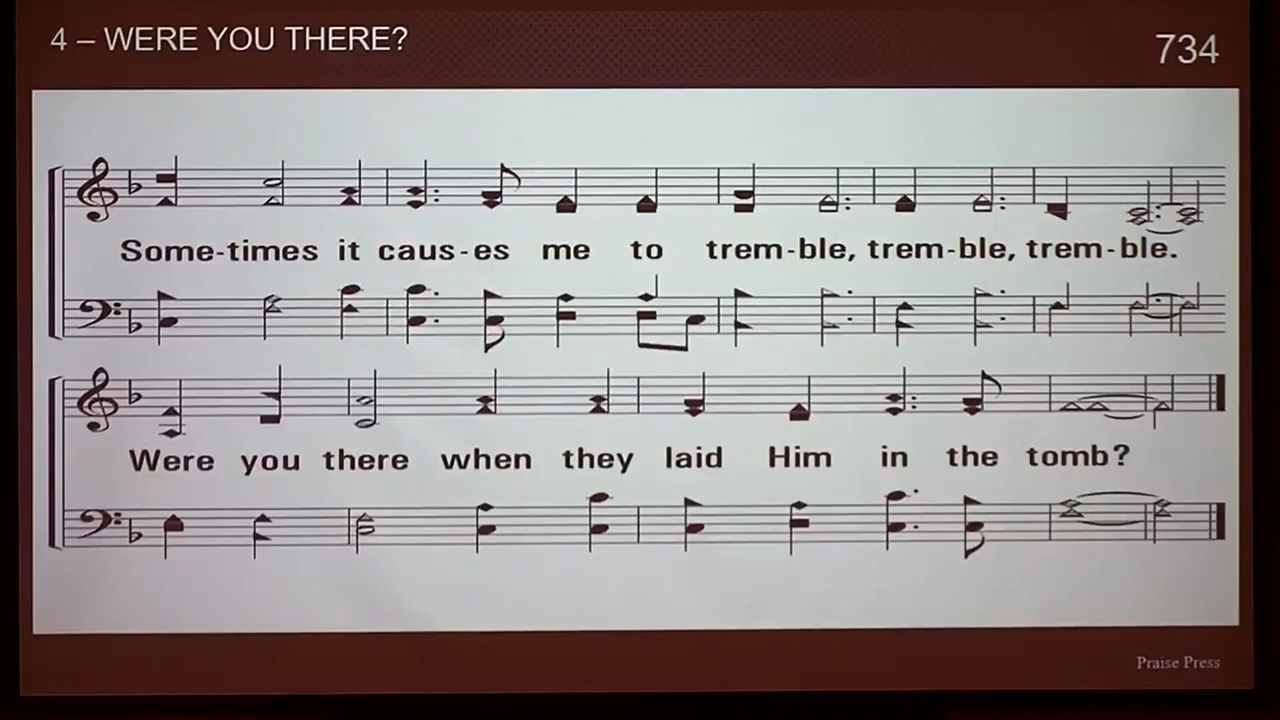 4 – WERE YOU THERE?
734
Some-times it caus-es me to trem-ble, trem-ble, trem-ble.
Were you there when they laid Him in the tomb?
Praise Press